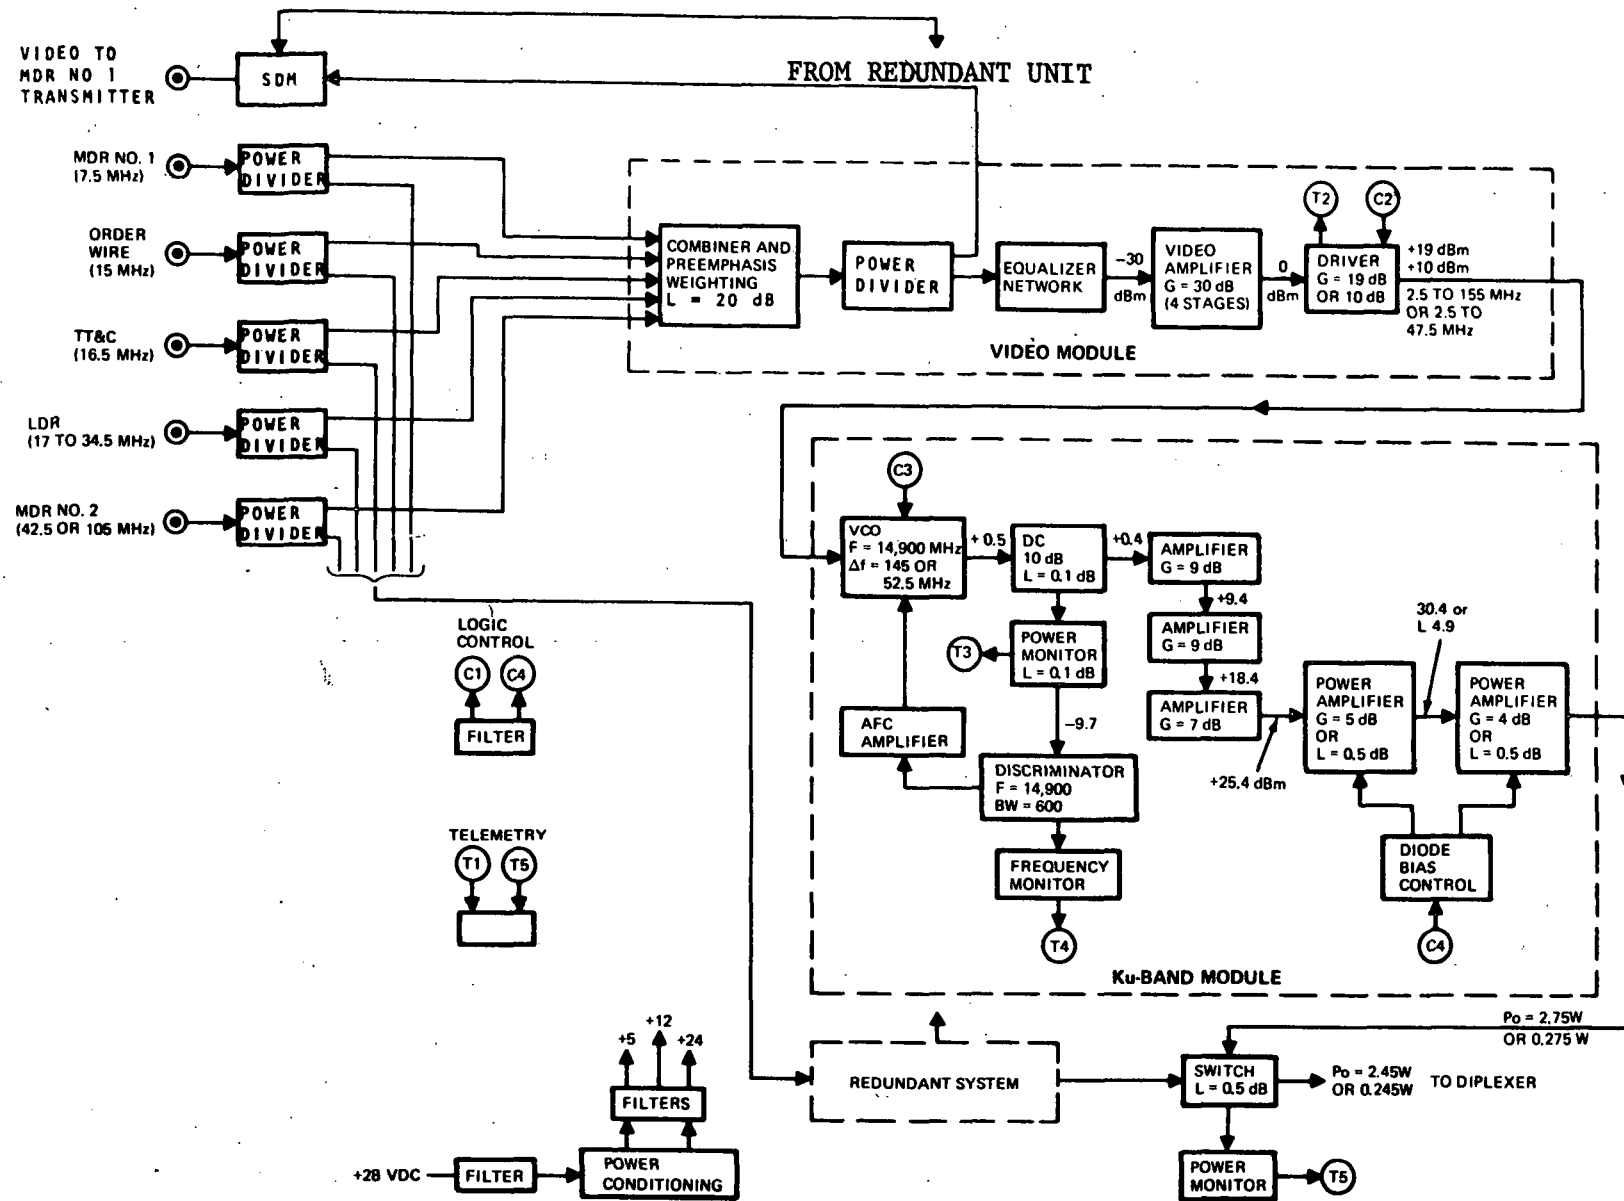 VIDEO TO
MDR NO 1
TRANSMITTER
SDM
FROM REDUNDANT UNIT
MDR NO. 1
(7.5 MHz)
POWER
DIVIDER
ORDER
WIRE
(15 MHz)
POWER
DIVIDER
TT&C
(16.5 MHz)
POWER
DIVIDER
LDR
(17 TO 34.5 MHz)
POWER
DIVIDER
MDR NO. 2
(42.5 OR 105 MHz)
POWER
DIVIDER
COMBINER AND
PREEMPHASIS
WEIGHTING
L = 20 dB
POWER
DIVIDER
EQUALIZER
NETWORK
-30
dBm
VIDEO
AMPLIFIER
G = 30 dB
(4 STAGES)
0
dBm
T2
C2
DRIVER
G = 19 dB
OR 10 dB
+19 dBm
+10 dBm
2.5 TO 155 MHz
OR 2.5 TO
47.5 MHz
VIDEO MODULE
C3
VCO
F = 14,900 MHz
Δf = 145 OR
52.5 MHz
+ 0.5
DC
10 dB
L = 0.1 dB
+0.4
AMPLIFIER
G = 9 dB
+9.4
AMPLIFIER
G = 9 dB
+18.4
AMPLIFIER
G = 7 dB
+25.4 dBm
T3
POWER
MONITOR
L = 0.1 dB
-9.7
AFC
AMPLIFIER
DISCRIMINATOR
F = 14,900
BW = 600
FREQUENCY
MONITOR
T4
30.4 or
L 4.9
POWER
AMPLIFIER
G = 5 dB
OR
L = 0.5 dB
POWER
AMPLIFIER
G = 4 dB
OR
L = 0.5 dB
DIODE
BIAS
CONTROL
C4
Ku-BAND MODULE
LOGIC
CONTROL
C1
C4
FILTER
TELEMETRY
T1
T5
+5
+12
+24
FILTERS
+28 VDC
FILTER
POWER
CONDITIONING
REDUNDANT SYSTEM
Po = 2.75W
OR 0.275 W
SWITCH
L = 0.5 dB
Po = 2.45W
OR 0.245W
TO DIPLEXER
POWER
MONITOR
T5